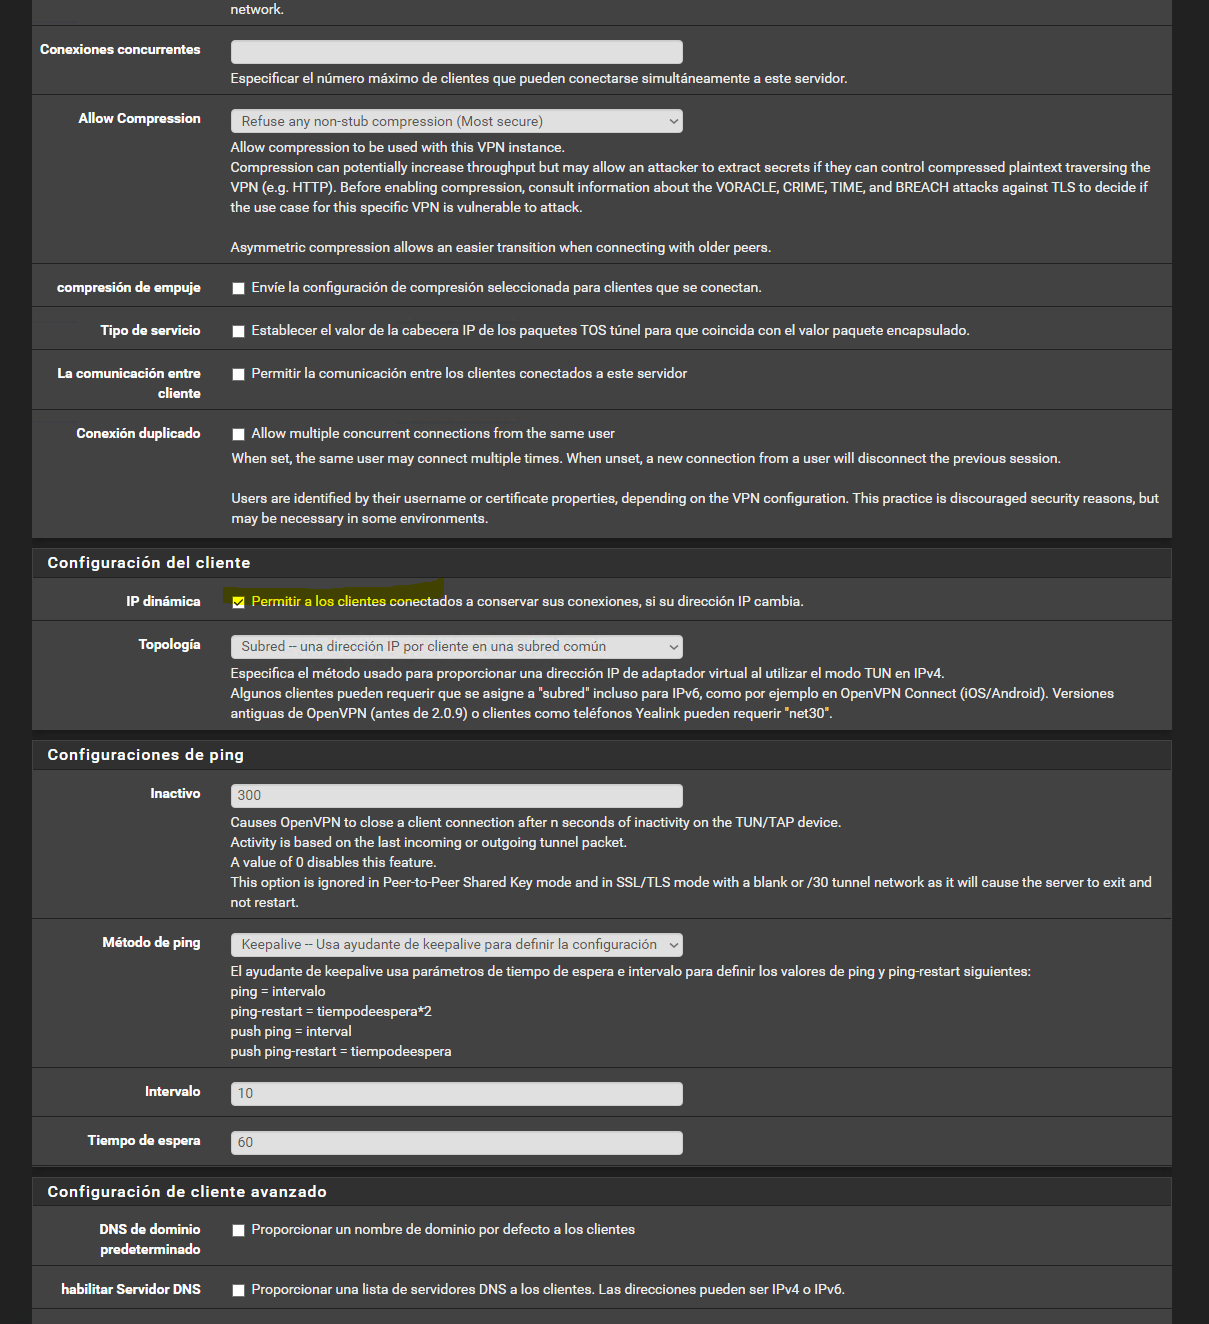 network.
Conexiones concurrentes
Especificar el número máximo de clientes que pueden conectarse simultáneamente a este servidor.
Allow Compression
Refuse any non-stub compression (Most secure)
Allow compression to be used with this VPN instance.
Compression can potentially increase throughput but may allow an attacker to extract secrets if they can control compressed plaintext traversing the
VPN (e.g. HTTP). Before enabling compression, consult information about the VORACLE, CRIME, TIME, and BREACH attacks against TLS to decide if
the use case for this specific VPN is vulnerable to attack.
Asymmetric compression allows an easier transition when connecting with older peers.
compresión de empuje
Envíe la configuración de compresión seleccionada para clientes que se conectan.
Tipo de servicio
Establecer el valor de la cabecera IP de los paquetes TOS túnel para que coincida con el valor paquete encapsulado.
La comunicación entre
cliente
Permitir la comunicación entre los clientes conectados a este servidor
Conexión duplicado
Allow multiple concurrent connections from the same user
When set, the same user may connect multiple times. When unset, a new connection from a user will disconnect the previous session.
Users are identified by their username or certificate properties, depending on the VPN configuration. This practice is discouraged security reasons, but
may be necessary in some environments.
Configuración del cliente
IP dinámica
Permitir a los clientes conectados a conservar sus conexiones, si su dirección IP cambia.
Topología
Subred -- una dirección IP por cliente en una subred común
Especifica el método usado para proporcionar una dirección IP de adaptador virtual al utilizar el modo TUN en IPv4.
Algunos clientes pueden requerir que se asigne a "subred" incluso para IPv6, como por ejemplo en OpenVPN Connect (iOS/Android). Versiones
antiguas de OpenVPN (antes de 2.0.9) o clientes como teléfonos Yealink pueden requerir "net30".
Configuraciones de ping
Inactivo
300
Causes OpenVPN to close a client connection after n seconds of inactivity on the TUN/TAP device.
Activity is based on the last incoming or outgoing tunnel packet.
A value of 0 disables this feature.
This option is ignored in Peer-to-Peer Shared Key mode and in SSL/TLS mode with a blank or /30 tunnel network as it will cause the server to exit and
not restart.
Método de ping
Keepalive -- Usa ayudante de keepalive para definir la configuración
El ayudante de keepalive usa parámetros de tiempo de espera e intervalo para definir los valores de ping y ping-restart siguientes:
ping = intervalo
ping-restart = tiempodeespera*2
push ping = interval
push ping-restart = tiempodeespera
Intervalo
10
Tiempo de espera
60
Configuración de cliente avanzado
DNS de dominio
predeterminado
Proporcionar un nombre de dominio por defecto a los clientes
habilitar Servidor DNS
Proporcionar una lista de servidores DNS a los clientes. Las direcciones pueden ser IPv4 o IPv6.